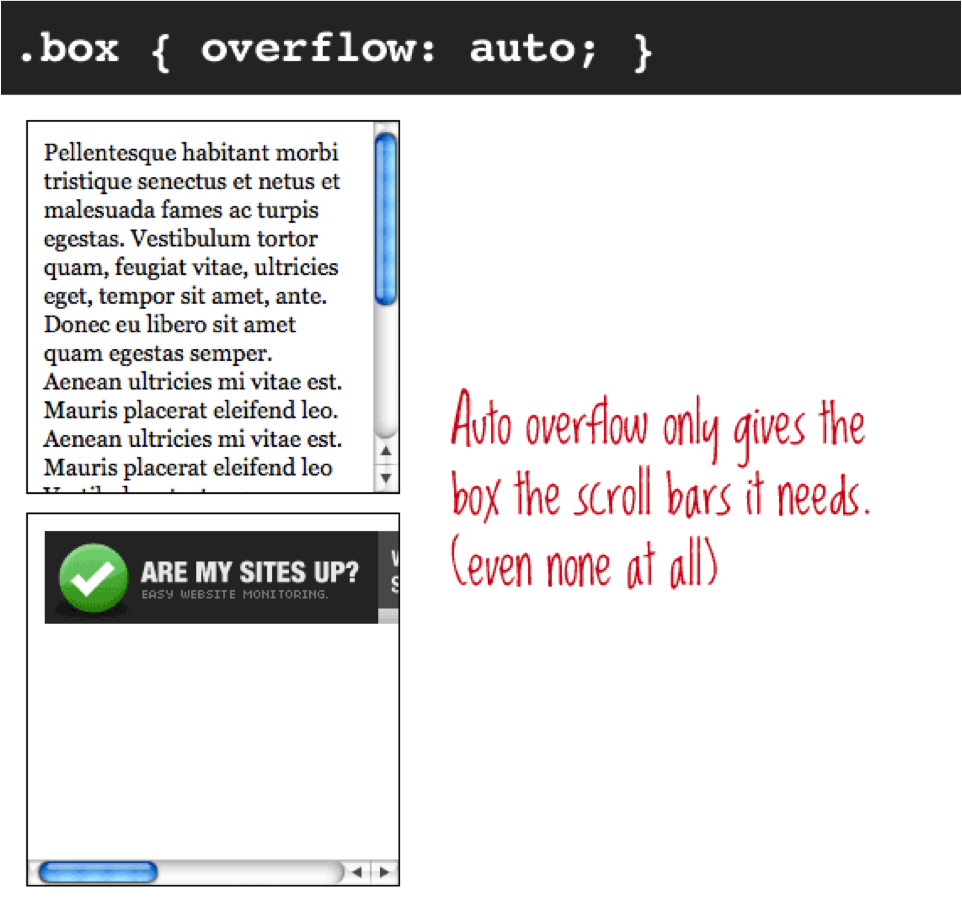 .box { overflow: auto; }
Pellentesque habitant morbi
tristique senectus et netus et
malesuada fames ac turpis
egestas. Vestibulum tortor
quam, feugiat vitae, ultricies
eget, tempor sit amet, ante.
Donec eu libero sit amet
quam egestas semper.
Aenean ultricies mi vitae est.
Mauris placerat eleifend leo.
Aenean ultricies mi vitae est.
Mauris placerat eleifend leo
Auto overflow only gives the
box the scroll bars it needs.
(even none at all)
ARE MY SITES UP?
EASY WEBSITE MONITORING.